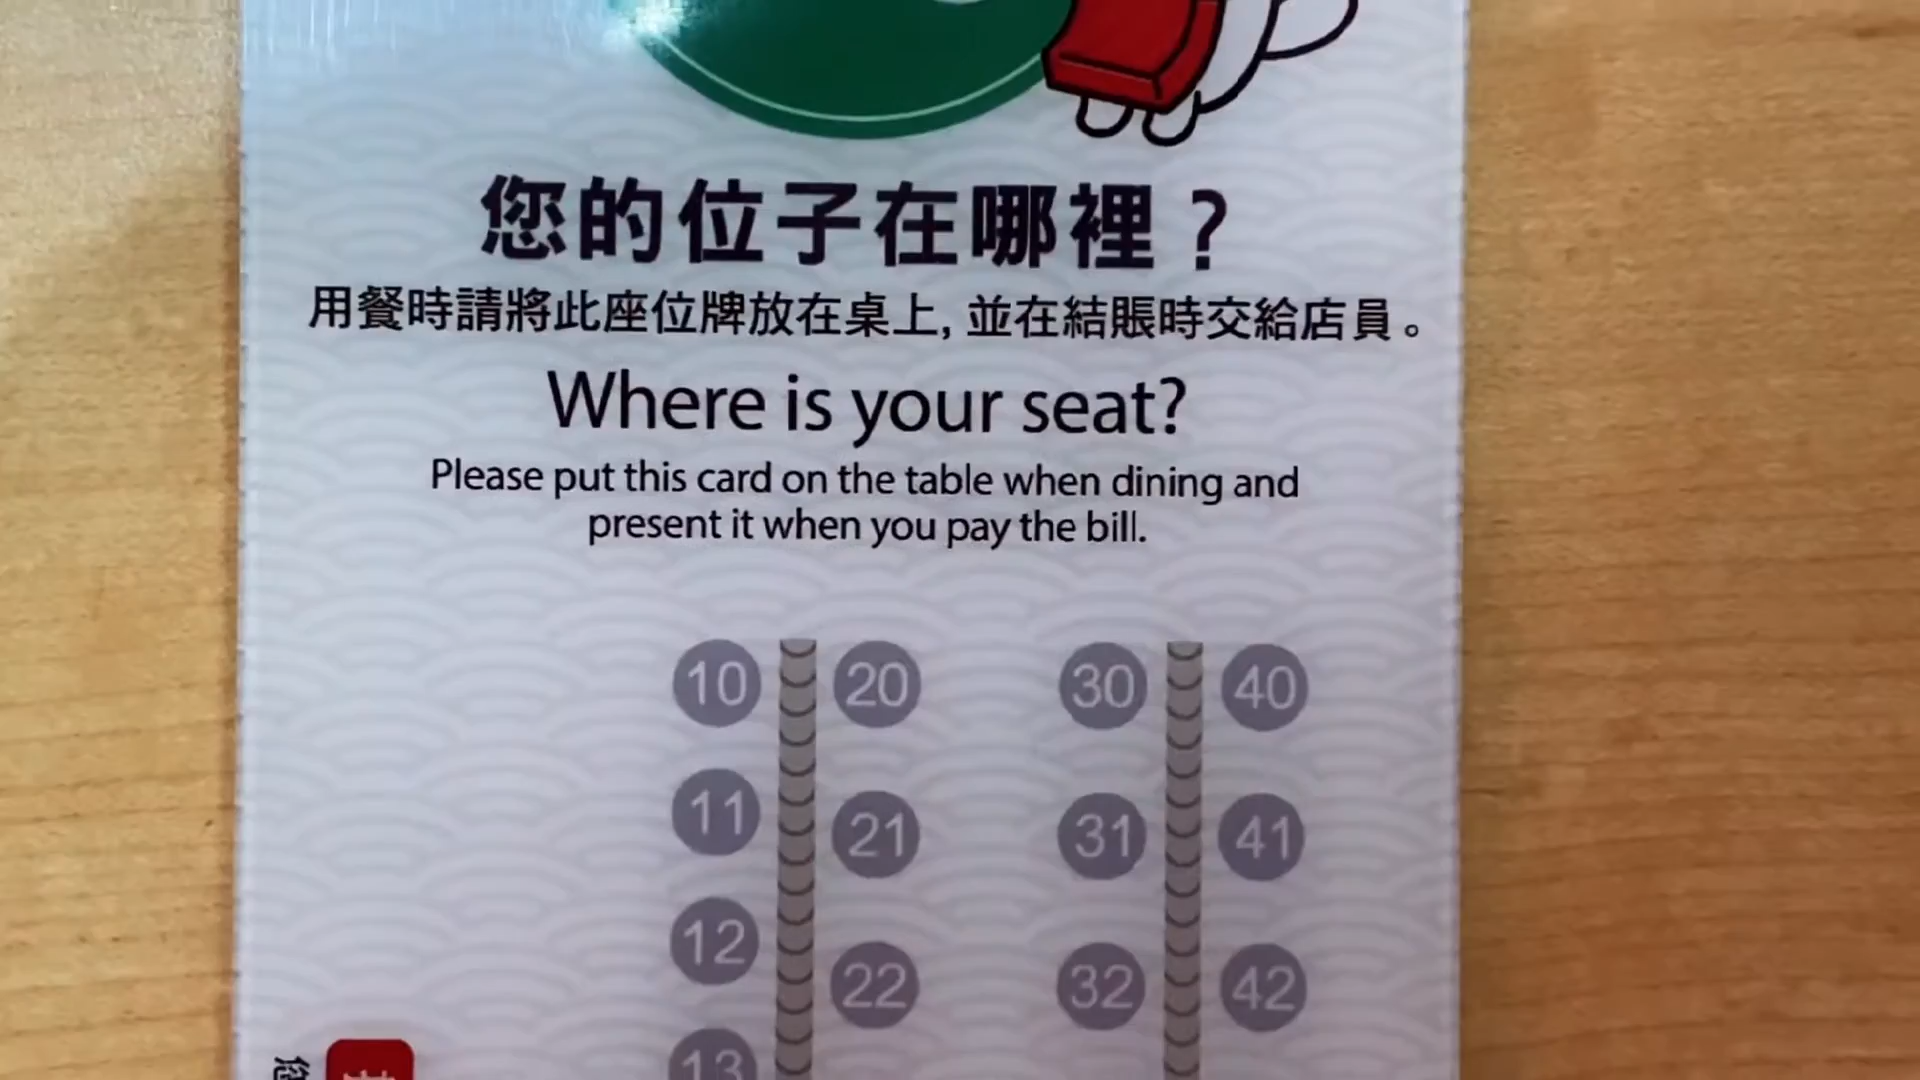 您的位子在哪裡？
用餐時請將此座位牌放在桌上, 並在結賬時交給店員。
Where is your seat?
Please put this card on the table when dining and
present it when you pay the bill.
10 20 30 40
11 21 31 41
12 22 32 42
13
您